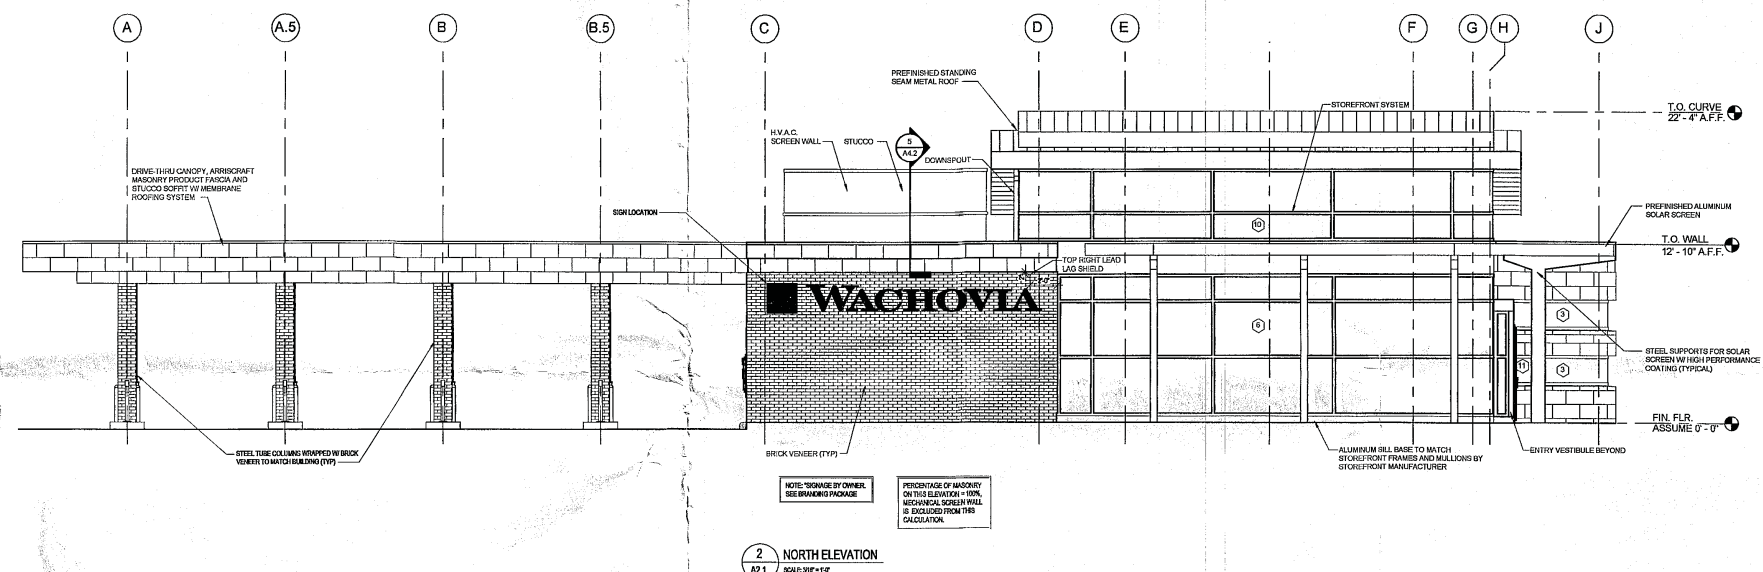 A
A.5
B
B.5
C
D
E
F
G
H
J
PREFINISHED STANDING
SEAM METAL ROOF
STOREFRONT SYSTEM
T.O. CURVE
22' - 4" A.F.F.
H.V.A.C.
SCREEN WALL
STUCCO
5
A4.2
DOWNSPOUT
DRIVE-THRU CANOPY, ARRISCRAFT
MASONRY PRODUCT FASCIA AND
STUCCO SOFFIT W/ MEMBRANE
ROOFING SYSTEM
SIGN LOCATION
PREFINISHED ALUMINUM
SOLAR SCREEN
10
T.O. WALL
12' - 10" A.F.F.
TOP RIGHT LEAD
LAG SHIELD
WACHOVIA
6
3
STEEL SUPPORTS FOR SOLAR
SCREEN W/ HIGH PERFORMANCE
COATING (TYPICAL)
11
3
FIN. FLR.
ASSUME 0' - 0"
STEEL TUBE COLUMNS WRAPPED W/ BRICK
VENEER TO MATCH BUILDING (TYP)
BRICK VENEER (TYP)
ALUMINUM SILL BASE TO MATCH
STOREFRONT FRAMES AND MULLIONS BY
STOREFRONT MANUFACTURER
ENTRY VESTIBULE BEYOND
NOTE: *SIGNAGE BY OWNER.
SEE BRANDING PACKAGE
PERCENTAGE OF MASONRY
ON THIS ELEVATION = 100%.
MECHANICAL SCREEN WALL
IS EXCLUDED FROM THIS
CALCULATION.
2
A2.1
NORTH ELEVATION
SCALE: 3/16" = 1'-0"